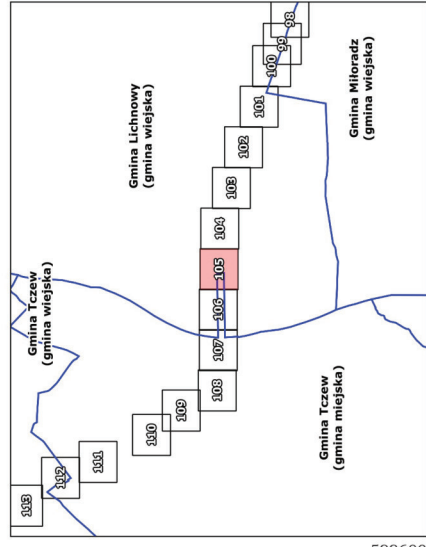 98
99
100
101
Gmina Miłoradz
(gmina wiejska)
102
Gmina Lichnowy
(gmina wiejska)
103
104
105
106
107
Gmina Tczew
(gmina wiejska)
108
109
110
Gmina Tczew
(gmina miejska)
111
112
113